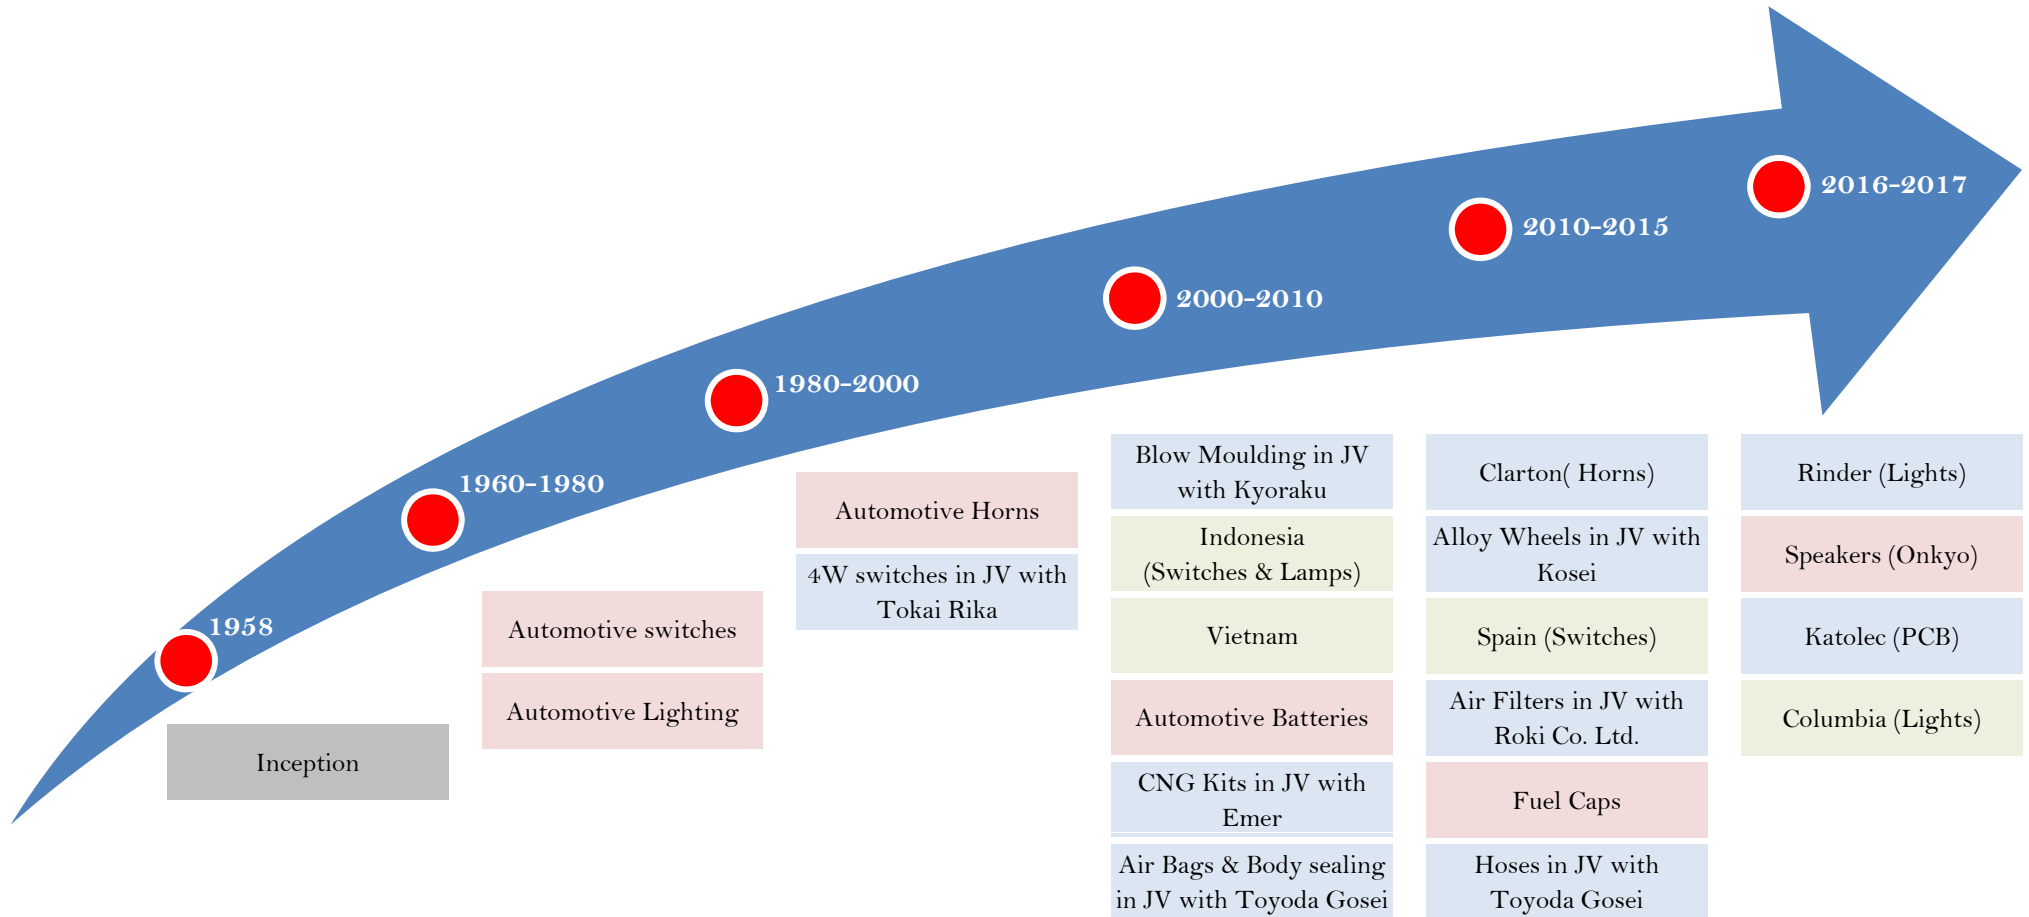 1958
Inception
1960-1980
Automotive switches
Automotive Lighting
1980-2000
Automotive Horns
4W switches in JV with
Tokai Rika
2000-2010
Blow Moulding in JV
with Kyoraku
Indonesia
(Switches & Lamps)
Vietnam
Automotive Batteries
CNG Kits in JV with
Emer
Air Bags & Body sealing
in JV with Toyoda Gosei
2010-2015
Clarton( Horns)
Alloy Wheels in JV with
Kosei
Spain (Switches)
Air Filters in JV with
Roki Co. Ltd.
Fuel Caps
Hoses in JV with
Toyoda Gosei
2016-2017
Rinder (Lights)
Speakers (Onkyo)
Katolec (PCB)
Columbia (Lights)